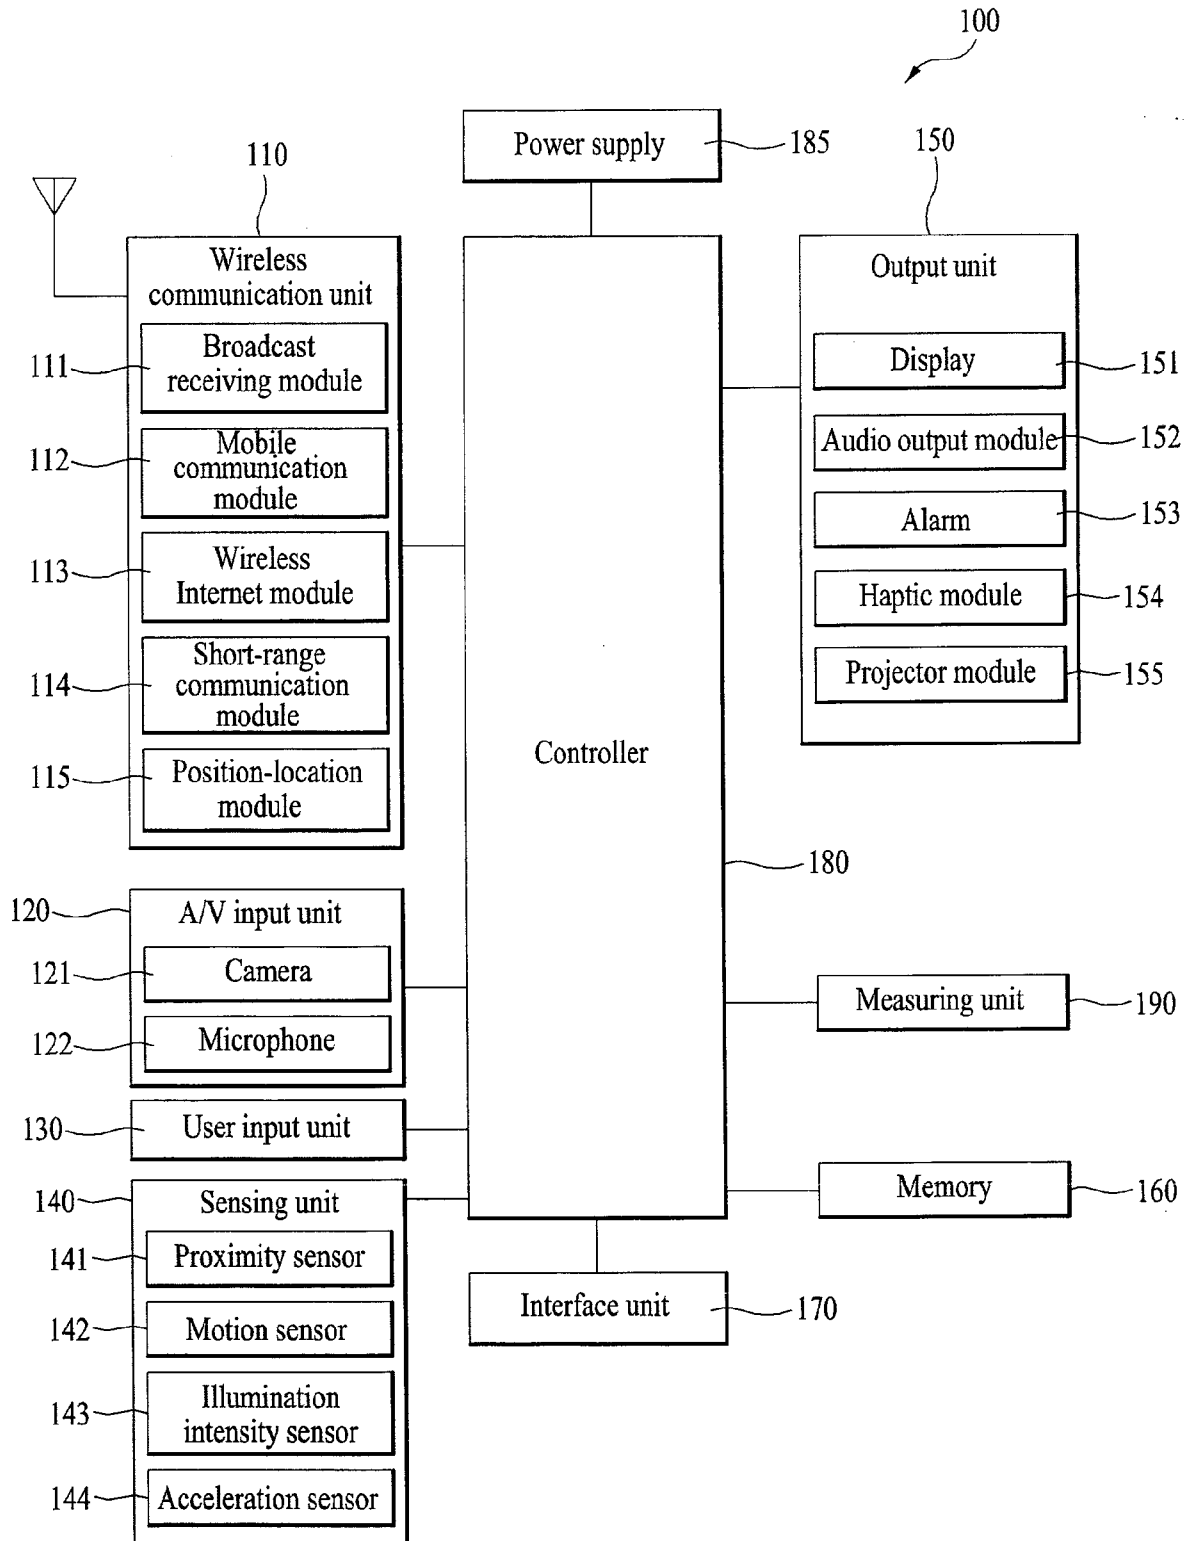 100
Power supply
185
150
110
Wireless
communication unit
Broadcast
receiving module
111
Mobile
communication
module
112
Wireless
Internet module
113
Short-range
communication
module
114
Position-location
module
115
Output unit
Display
151
Audio output module
152
Alarm
153
Haptic module
154
Projector module
155
Controller
180
120
A/V input unit
121
Camera
122
Microphone
Measuring unit
190
130
User input unit
140
Sensing unit
Memory
160
141
Proximity sensor
142
Motion sensor
Interface unit
170
143
Illumination
intensity sensor
144
Acceleration sensor